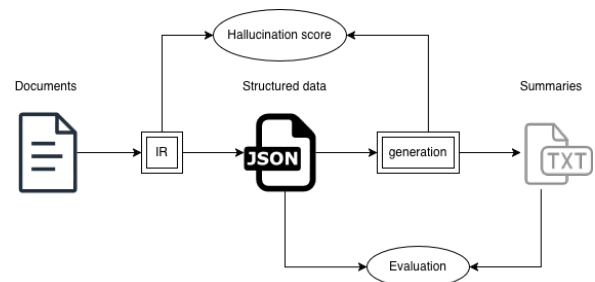 Hallucination score
Documents
Structured data
Summaries
IR
JSON
generation
TXT
Evaluation